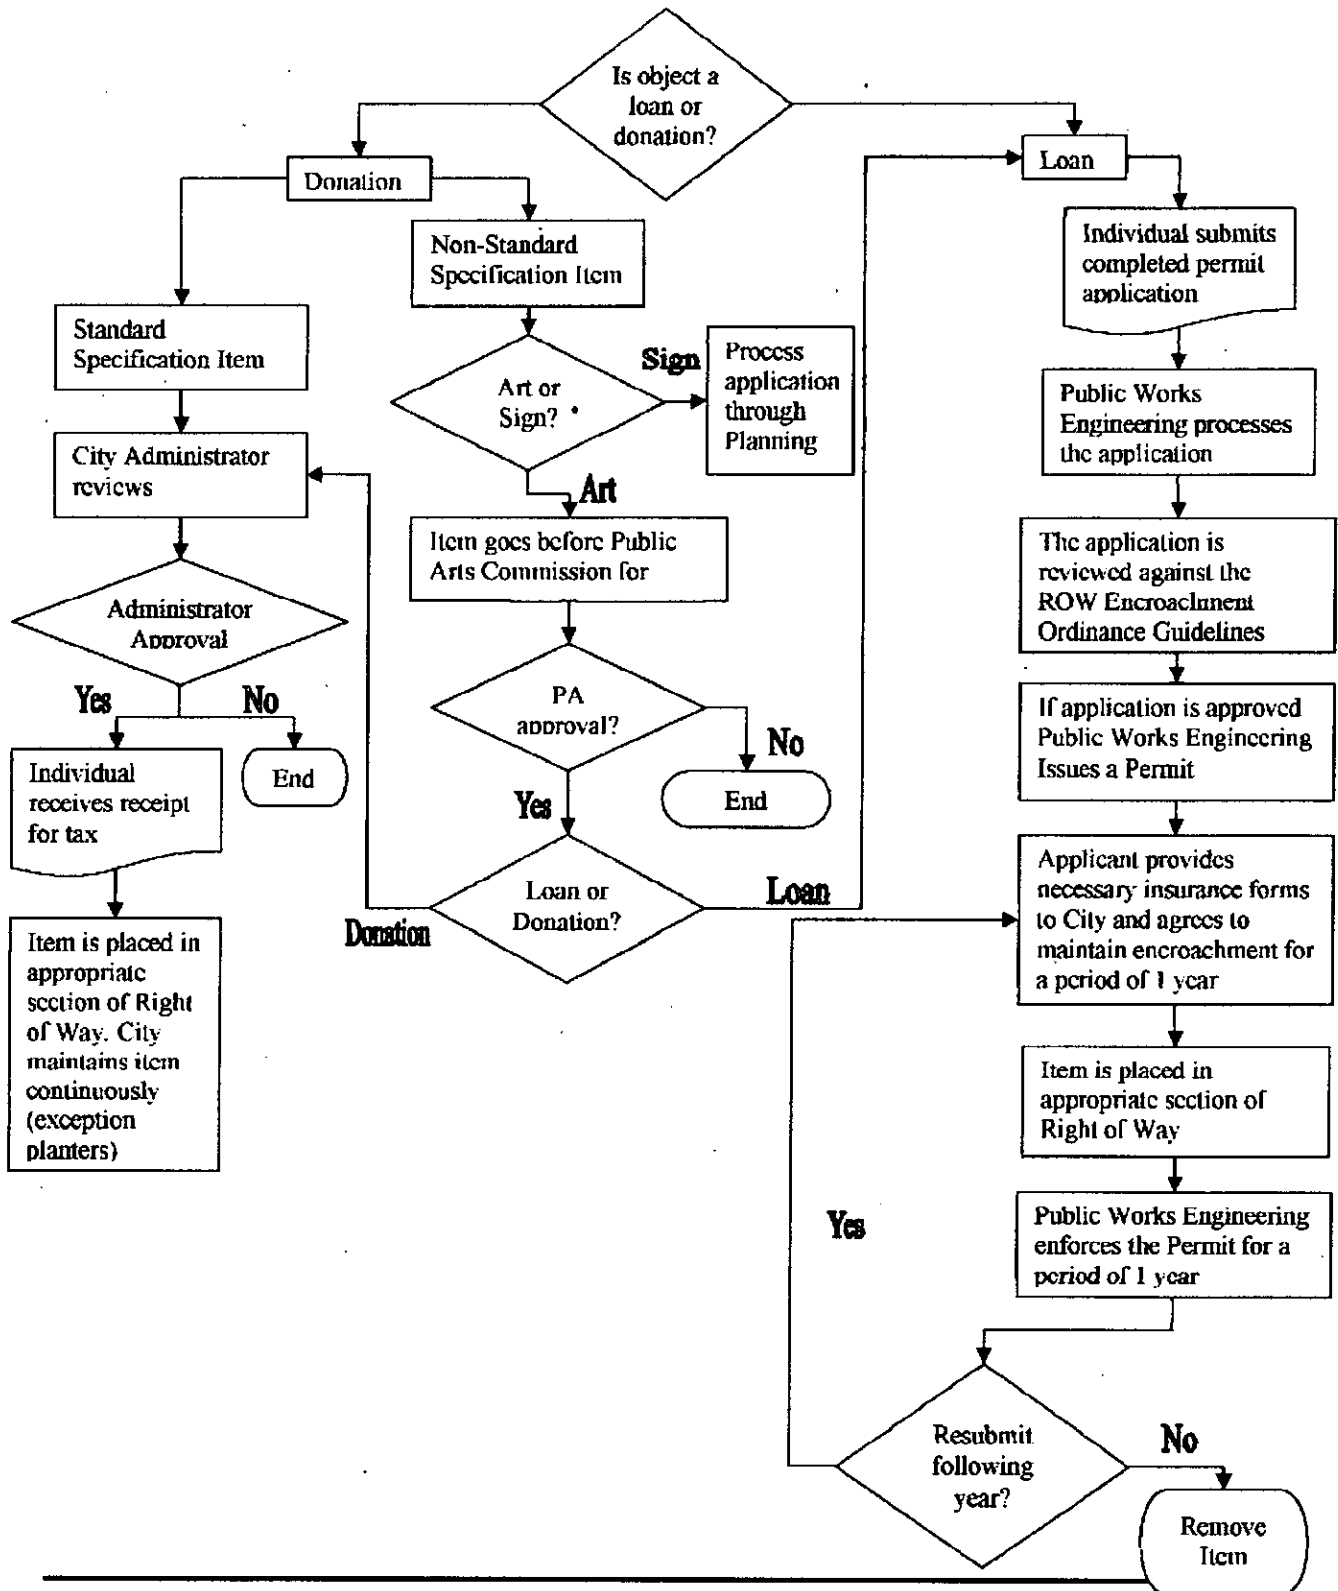 Is object a
loan or
donation?
Donation
Loan
Non-Standard
Specification Item
Individual submits
completed permit
application
Standard
Specification Item
Art or
Sign?
Sign
Process
application
through
Planning
Public Works
Engineering processes
the application
City Administrator
reviews
Art
Item goes before Public
Arts Commission for
The application is
reviewed against the
ROW Encroachment
Ordinance Guidelines
Administrator
Approval
Yes
No
PA
approval?
No
If application is approved
Public Works Engineering
Issues a Permit
Individual
receives receipt
for tax
End
Yes
End
Loan or
Donation?
Donation
Loan
Applicant provides
necessary insurance forms
to City and agrees to
maintain encroachment for
a period of 1 year
Item is placed in
appropriate
section of Right
of Way. City
maintains item
continuously
(exception
planters)
Item is placed in
appropriate section of
Right of Way
Yes
Public Works Engineering
enforces the Permit for a
period of 1 year
Resubmit
following
year?
No
Remove
Item